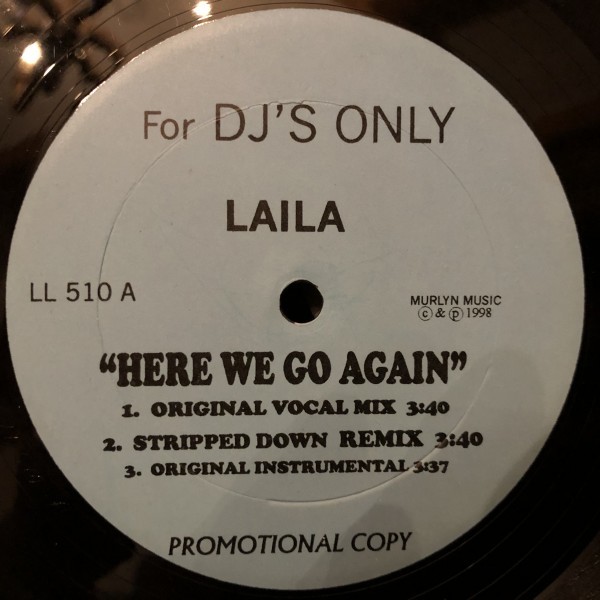 For DJ'S ONLY
LAILA
LL 510 A
MURLYN MUSIC
ⓒ & ⓟ 1998
“HERE WE GO AGAIN”
1. ORIGINAL VOCAL MIX 3:40
2. STRIPPED DOWN REMIX 3:40
3. ORIGINAL INSTRUMENTAL 3:37
PROMOTIONAL COPY